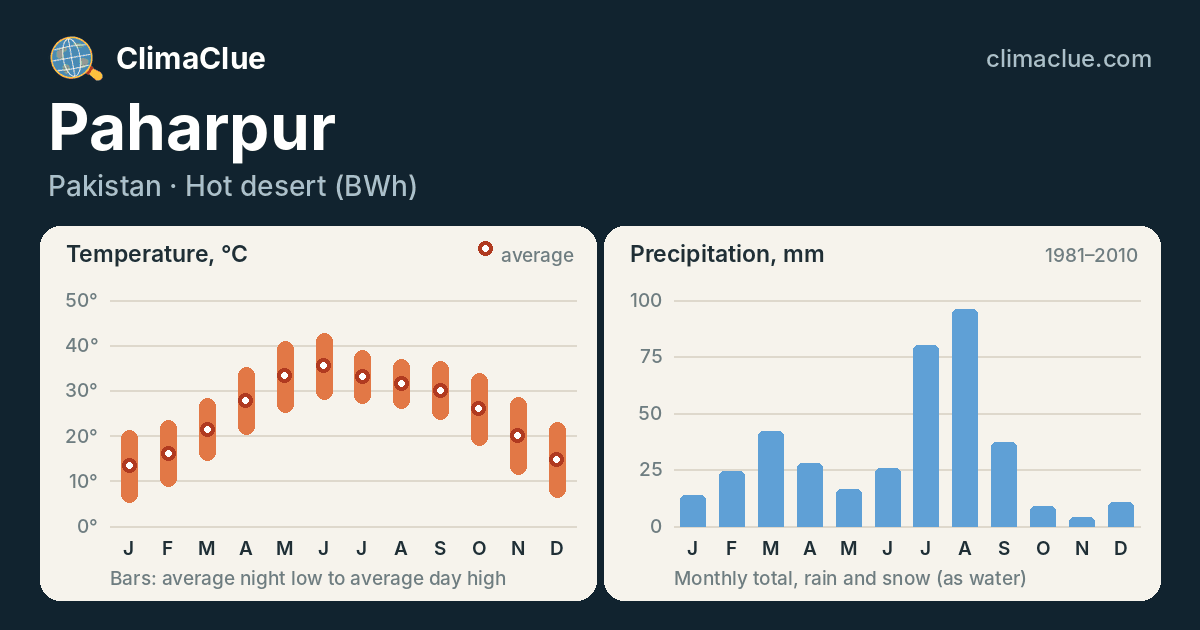 ClimaClue
climaclue.com
Paharpur
Pakistan · Hot desert (BWh)
Temperature, °C
average
50°
40°
30°
20°
10°
0°
J F M A M J J A S O N D
Bars: average night low to average day high
Precipitation, mm
1981–2010
100
75
50
25
0
J F M A M J J A S O N D
Monthly total, rain and snow (as water)